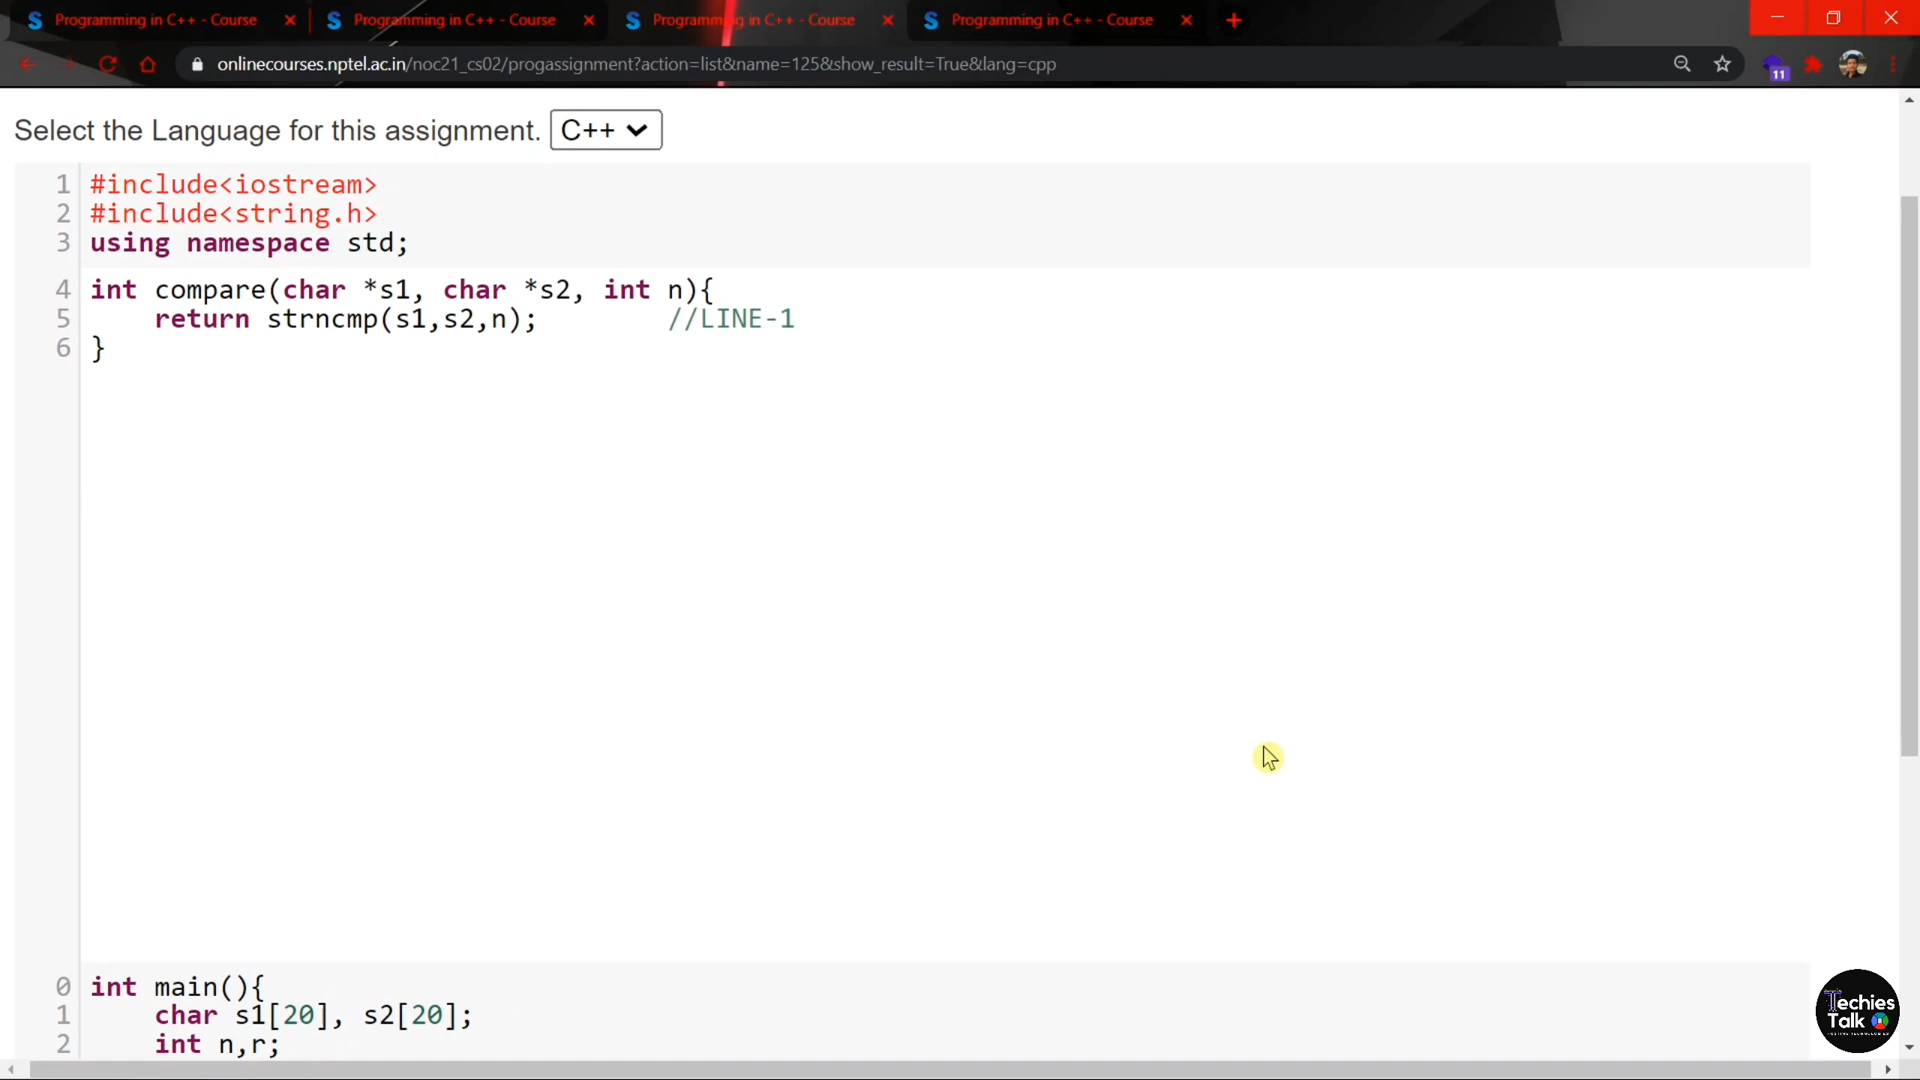 Programming in C++ - Course
Programming in C++ - Course
Programming in C++ - Course
Programming in C++ - Course
onlinecourses.nptel.ac.in/noc21_cs02/progassignment?action=list&name=125&show_result=True&lang=cpp
11
Select the Language for this assignment. C++
1 #include<iostream>
2 #include<string.h>
3 using namespace std;
4 int compare(char *s1, char *s2, int n){
5 return strncmp(s1,s2,n); //LINE-1
6 }
0 int main(){
1 char s1[20], s2[20];
2 int n,r;
Techies
Talk